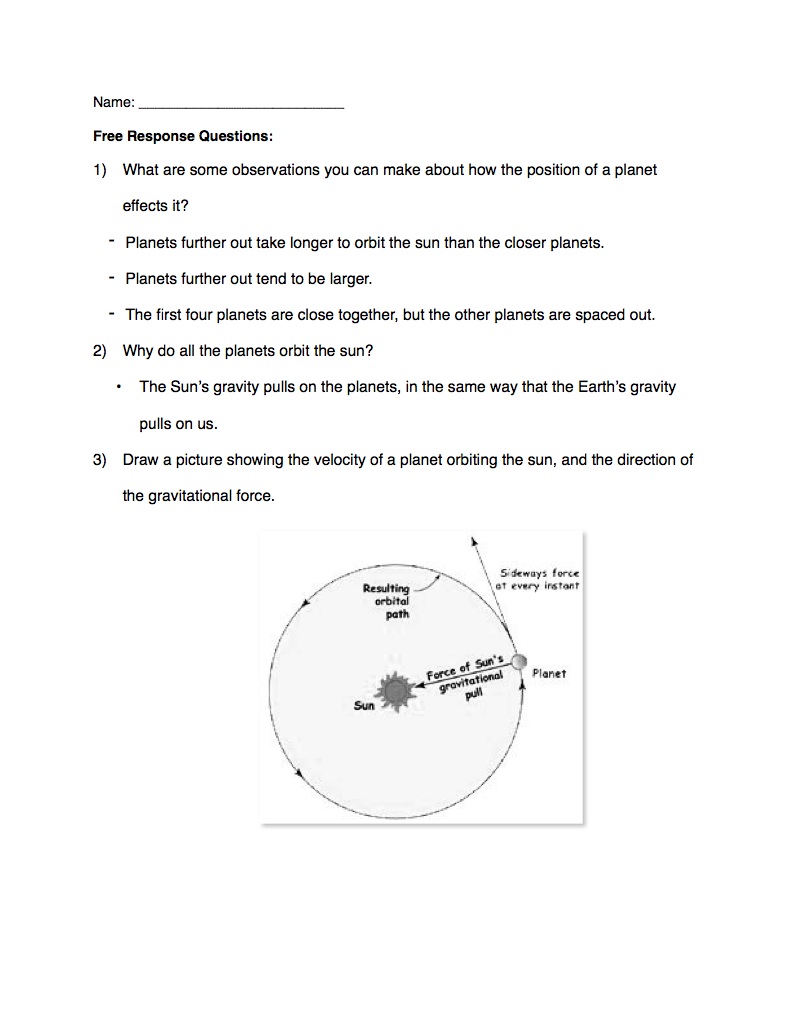 Name: __________________________
Free Response Questions:
1) What are some observations you can make about how the position of a planet
effects it?
- Planets further out take longer to orbit the sun than the closer planets.
- Planets further out tend to be larger.
- The first four planets are close together, but the other planets are spaced out.
2) Why do all the planets orbit the sun?
• The Sun's gravity pulls on the planets, in the same way that the Earth's gravity
pulls on us.
3) Draw a picture showing the velocity of a planet orbiting the sun, and the direction of
the gravitational force.
Sideways force
at every instant
Resulting
orbital
path
Force of Sun's
gravitational
pull
Planet
Sun